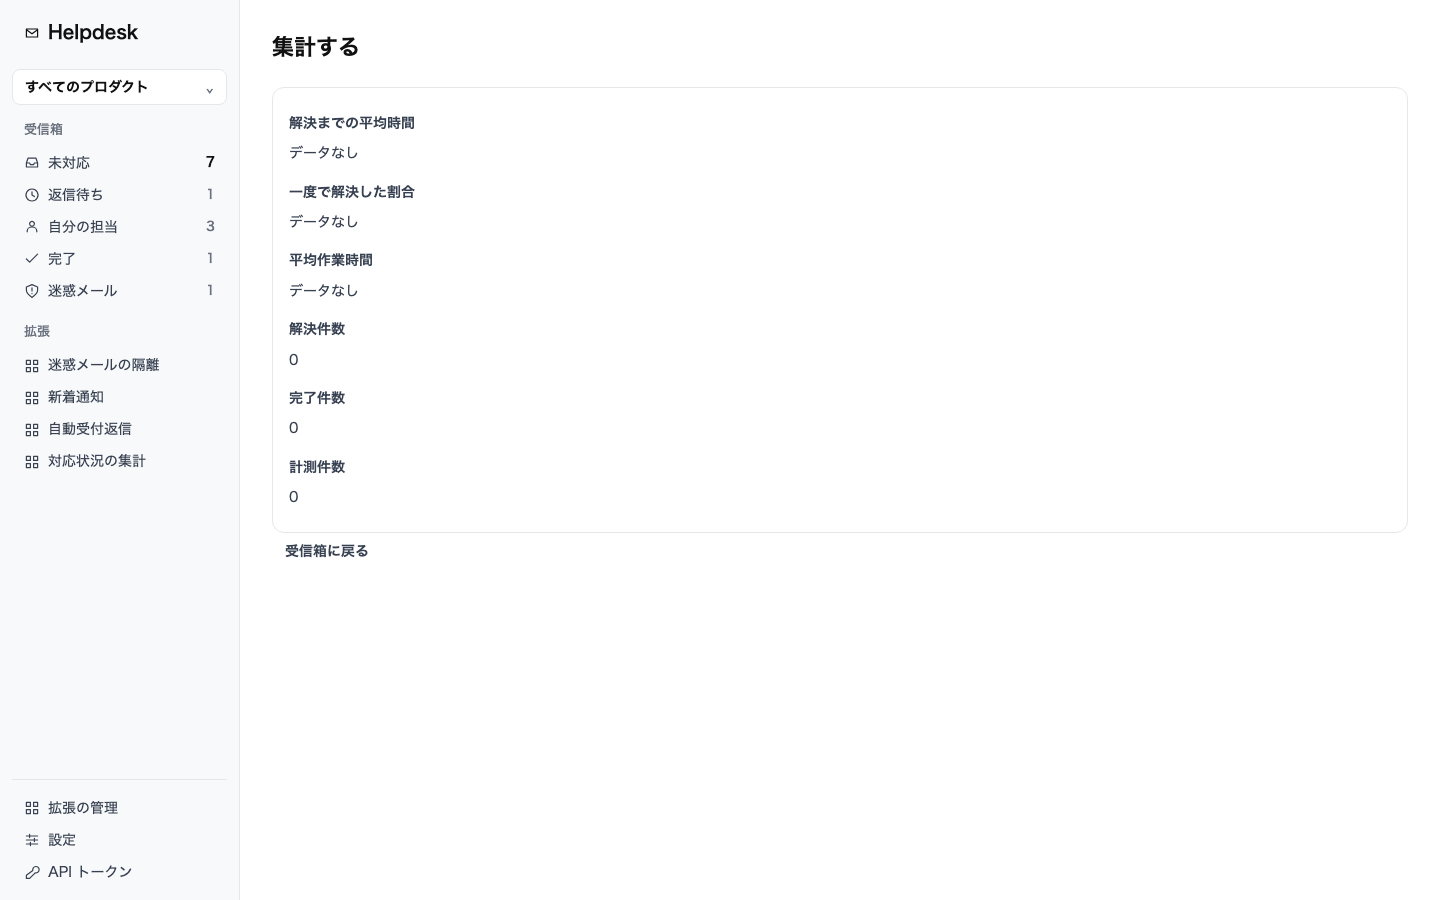 Helpdesk
すべてのプロダクト
受信箱
未対応 7
返信待ち 1
自分の担当 3
完了 1
迷惑メール 1
拡張
迷惑メールの隔離
新着通知
自動受付返信
対応状況の集計
拡張の管理
設定
API トークン
集計する
解決までの平均時間
データなし
一度で解決した割合
データなし
平均作業時間
データなし
解決件数
0
完了件数
0
計測件数
0
受信箱に戻る